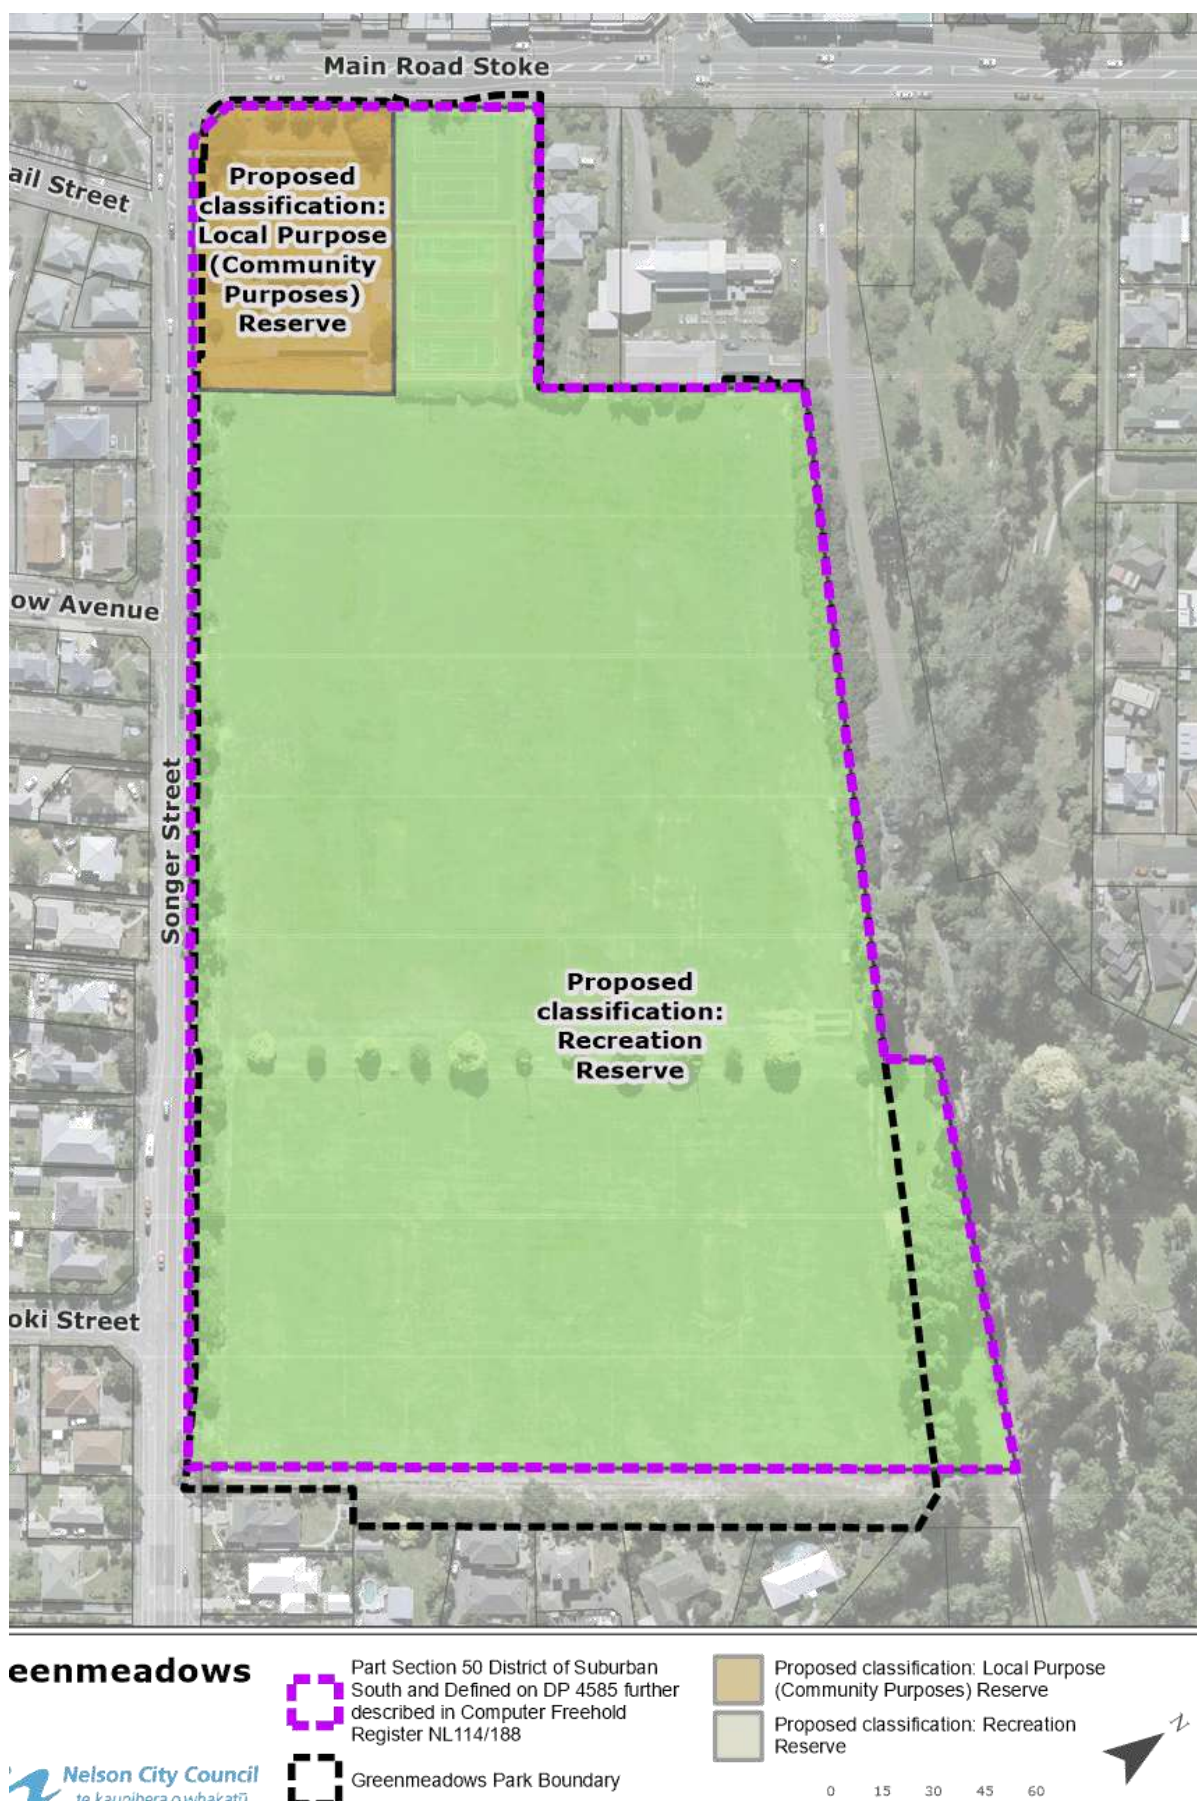 Main Road Stoke
ail Street
Proposed
classification:
Local Purpose
(Community
Purposes)
Reserve
ow Avenue
Songer Street
Proposed
classification:
Recreation
Reserve
oki Street
eenmeadows
Part Section 50 District of Suburban
South and Defined on DP 4585 further
described in Computer Freehold
Register NL114/188
Greenmeadows Park Boundary
Proposed classification: Local Purpose
(Community Purposes) Reserve
Proposed classification: Recreation
Reserve
N
0 15 30 45 60
Nelson City Council
te kaunihera o whakatū